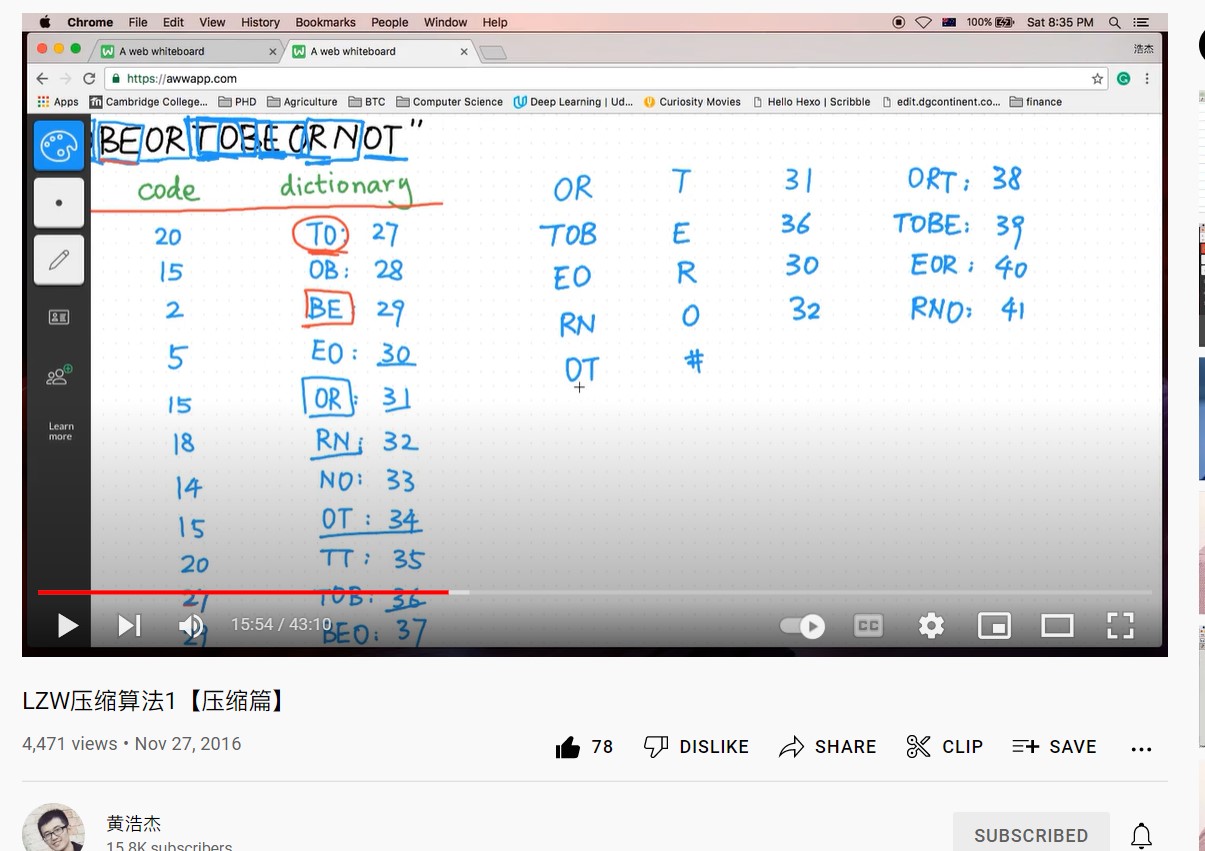 Chrome File Edit View History Bookmarks People Window Help 100% Sat 8:35 PM
A web whiteboard A web whiteboard 浩杰
https://awwapp.com
Apps Cambridge College... PHD Agriculture BTC Computer Science Deep Learning | Ud... Curiosity Movies Hello Hexo | Scribble edit.dgcontent.co... finance
BEORTOBEORNOT"
code dictionary
OR T 31 ORT: 38
20 TO: 27
TOB E 36 TOBE: 39
15 OB: 28
EO R 30 EOR: 40
2 BE 29
RN O 32 RNO: 41
5 EO: 30
OT #
15 OR: 31
18 RN: 32
14 NO: 33
15 OT: 34
20 TT: 35
27 TOB: 36
29 BEO: 37
Learn more
15:54 / 43:10
CC
LZW压缩算法1【压缩篇】
4,471 views • Nov 27, 2016
78 DISLIKE SHARE CLIP SAVE ...
黄浩杰
15.8K subscribers
SUBSCRIBED